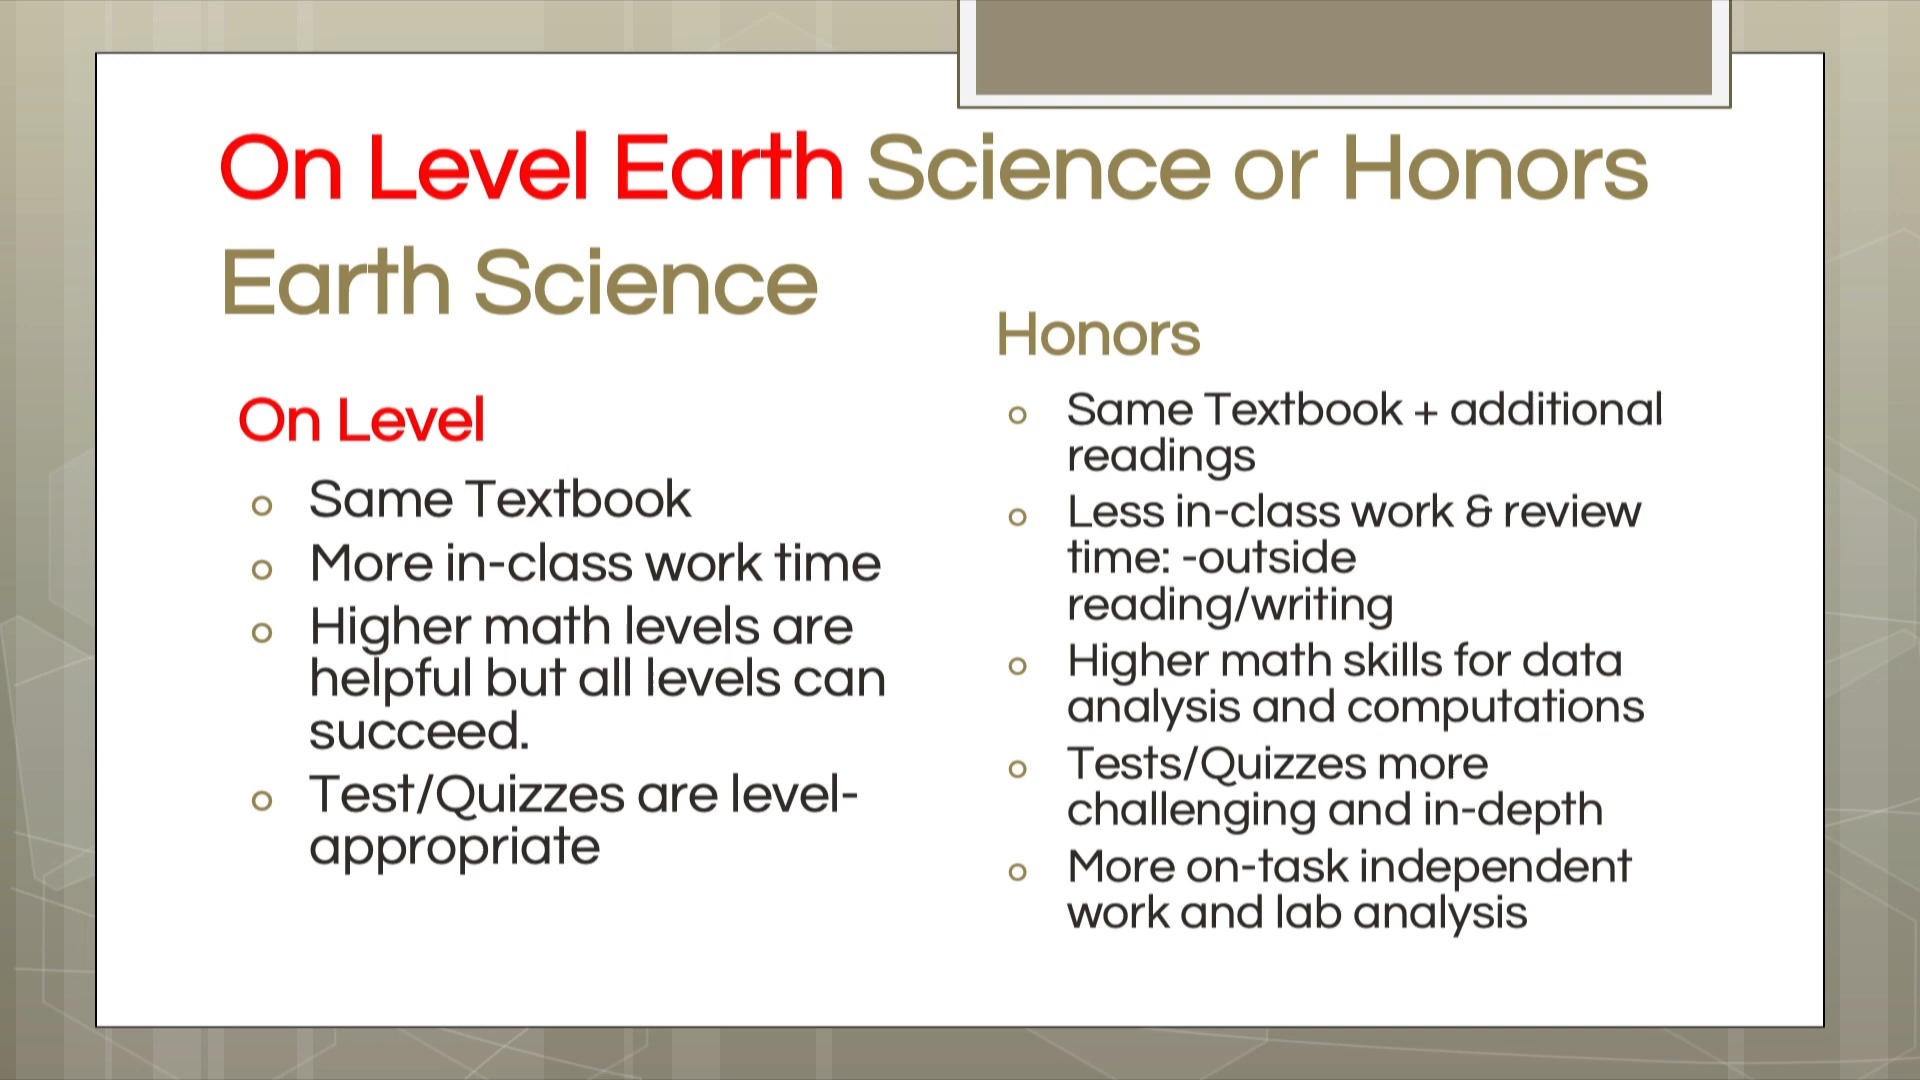 On Level Earth Science or Honors
Earth Science
On Level
Same Textbook
More in-class work time
Higher math levels are
helpful but all levels can
succeed.
Test/Quizzes are level-
appropriate
Honors
Same Textbook + additional
readings
Less in-class work & review
time: -outside
reading/writing
Higher math skills for data
analysis and computations
Tests/Quizzes more
challenging and in-depth
More on-task independent
work and lab analysis